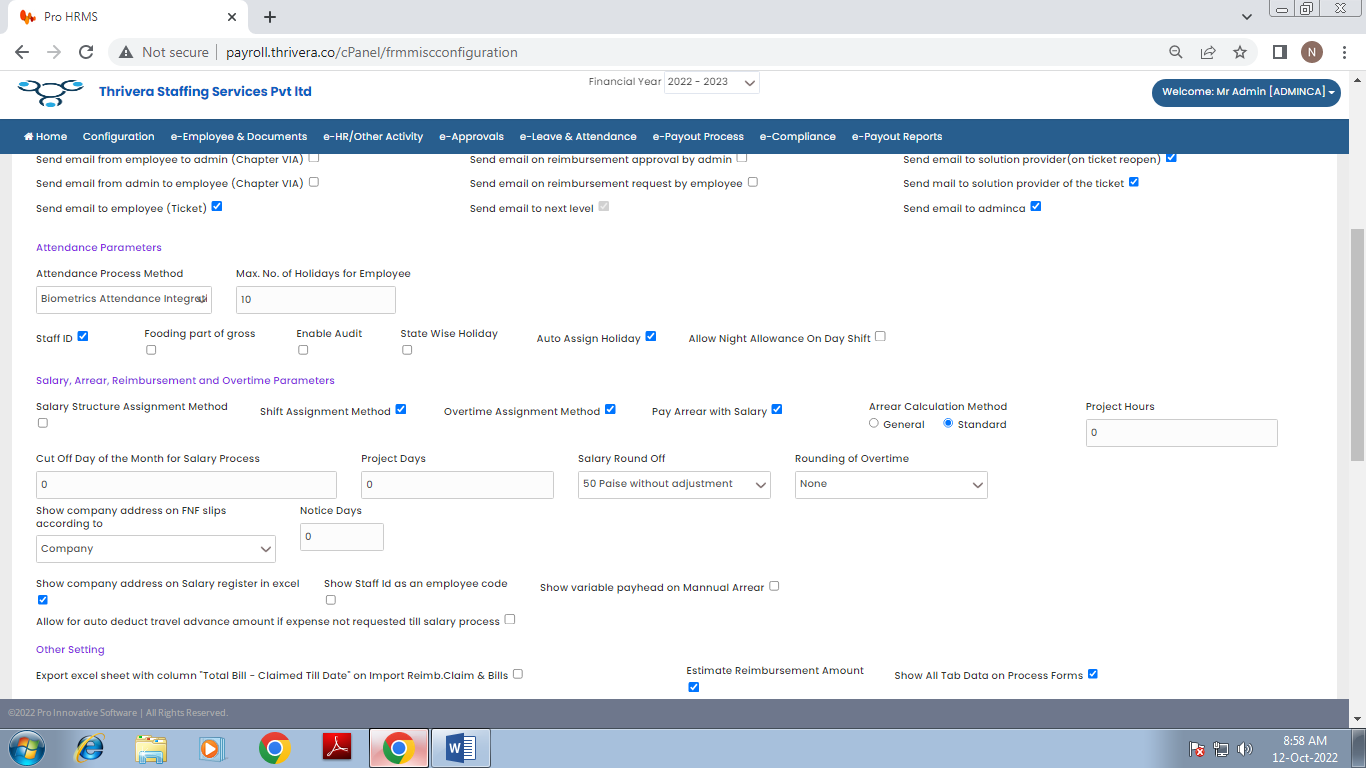 Pro HRMS
Not secure | payroll.thrivera.co/cPanel/frmmiscconfiguration
N
Thrivera Staffing Services Pvt ltd
Financial Year 2022 - 2023
Welcome: Mr Admin [ADMINCA]
Home Configuration e-Employee & Documents e-HR/Other Activity e-Approvals e-Leave & Attendance e-Payout Process e-Compliance e-Payout Reports
Send email from employee to admin (Chapter VIA) Send email on reimbursement approval by admin Send email to solution provider(on ticket reopen)
Send email from admin to employee (Chapter VIA) Send email on reimbursement request by employee Send mail to solution provider of the ticket
Send email to employee (Ticket) Send email to next level Send email to adminca
Attendance Parameters
Attendance Process Method Max. No. of Holidays for Employee
Biometrics Attendance Integrati 10
Staff ID Fooding part of gross Enable Audit State Wise Holiday Auto Assign Holiday Allow Night Allowance On Day Shift
Salary, Arrear, Reimbursement and Overtime Parameters
Salary Structure Assignment Method Shift Assignment Method Overtime Assignment Method Pay Arrear with Salary Arrear Calculation Method Project Hours
General Standard 0
Cut Off Day of the Month for Salary Process Project Days Salary Round Off Rounding of Overtime
0 0 50 Paise without adjustment None
Show company address on FNF slips according to Notice Days
Company 0
Show company address on Salary register in excel Show Staff Id as an employee code Show variable payhead on Mannual Arrear
Allow for auto deduct travel advance amount if expense not requested till salary process
Other Setting
Export excel sheet with column "Total Bill - Claimed Till Date" on Import Reimb.Claim & Bills Estimate Reimbursement Amount Show All Tab Data on Process Forms
©2022 Pro Innovative Software | All Rights Reserved.
8:58 AM
12-Oct-2022